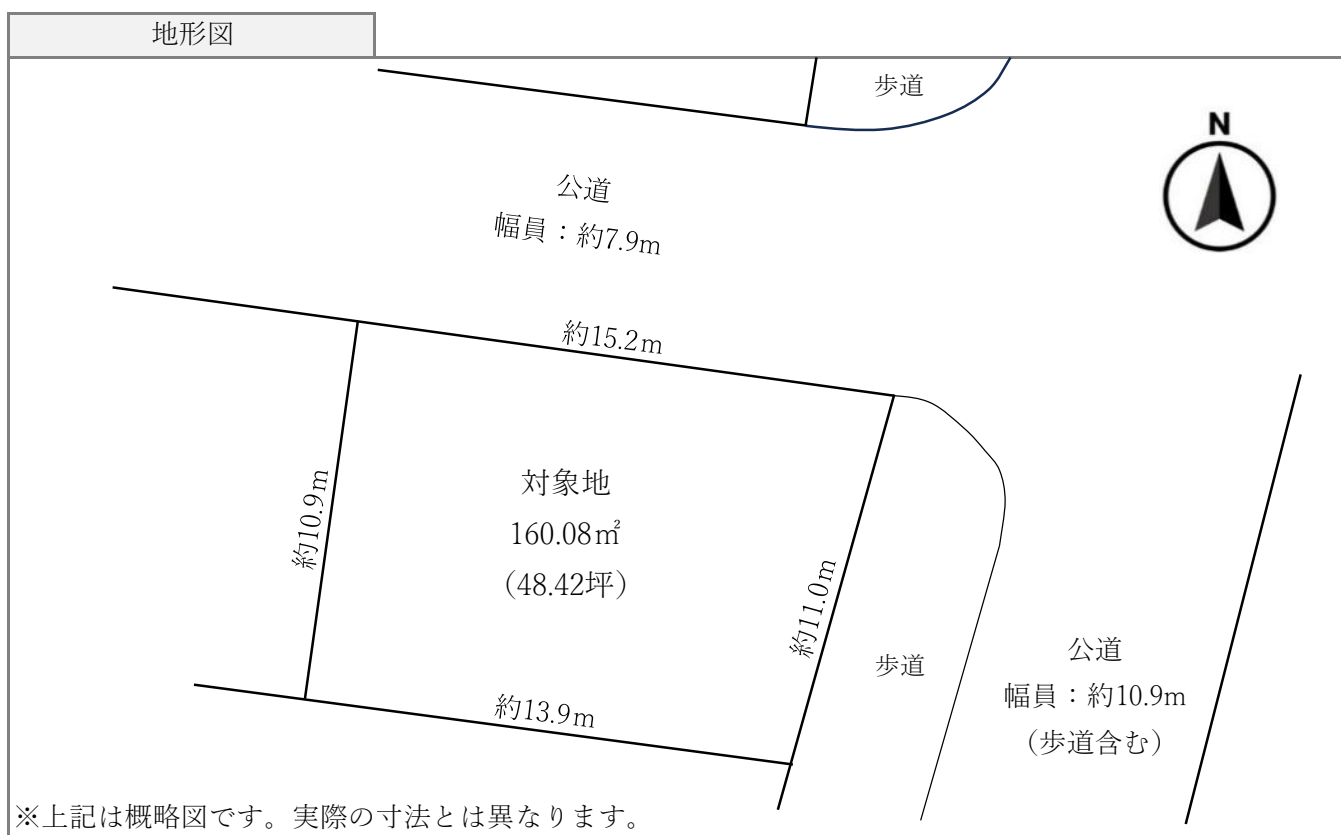 地形図
歩道
N
公道
幅員：約7.9m
約15.2m
対象地
160.08㎡
（48.42坪）
約10.9m
約11.0m
歩道
公道
幅員：約10.9m
（歩道含む）
約13.9m
※上記は概略図です。実際の寸法とは異なります。